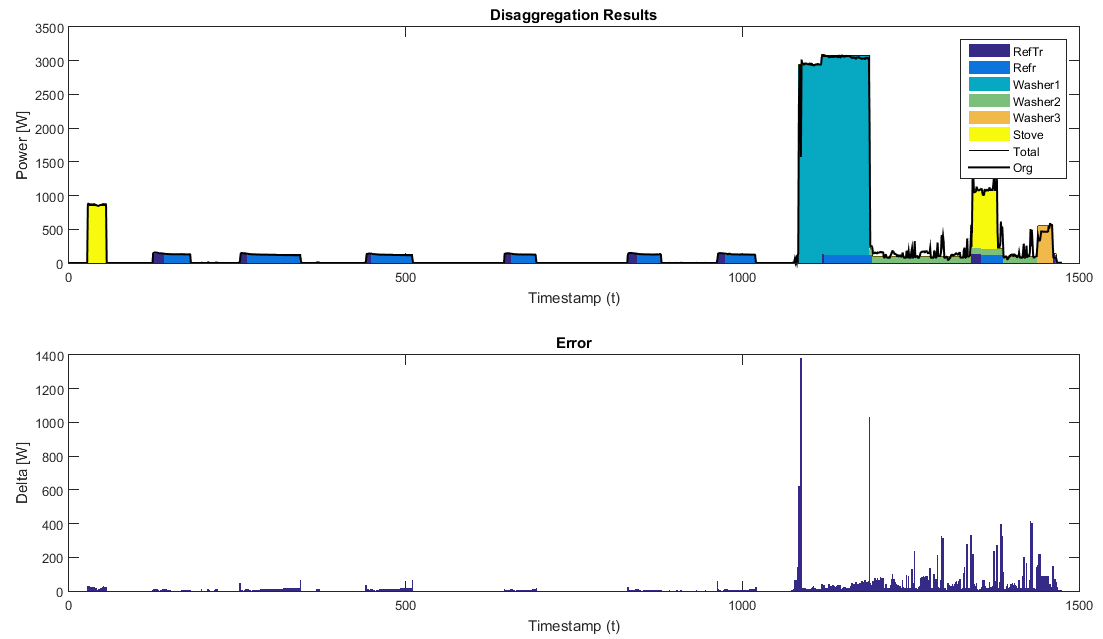 Disaggregation Results
3500
3000
2500
2000
1500
1000
500
0
Power [W]
0
500
1000
1500
Timestamp (t)
RefTr
Refr
Washer1
Washer2
Washer3
Stove
Total
Org
Error
1400
1200
1000
800
600
400
200
0
Delta [W]
0
500
1000
1500
Timestamp (t)